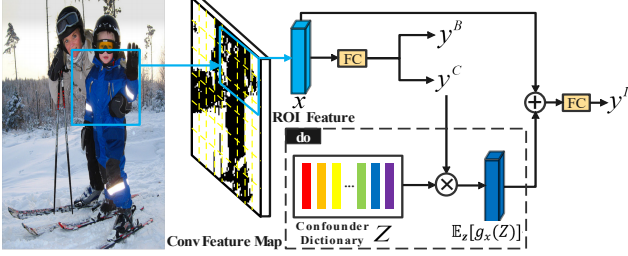 y^B
FC
x
y^C
ROI Feature
FC
y^I
do
...
Confounder
Dictionary Z
𝔼_z[g_x(Z)]
Conv Feature Map